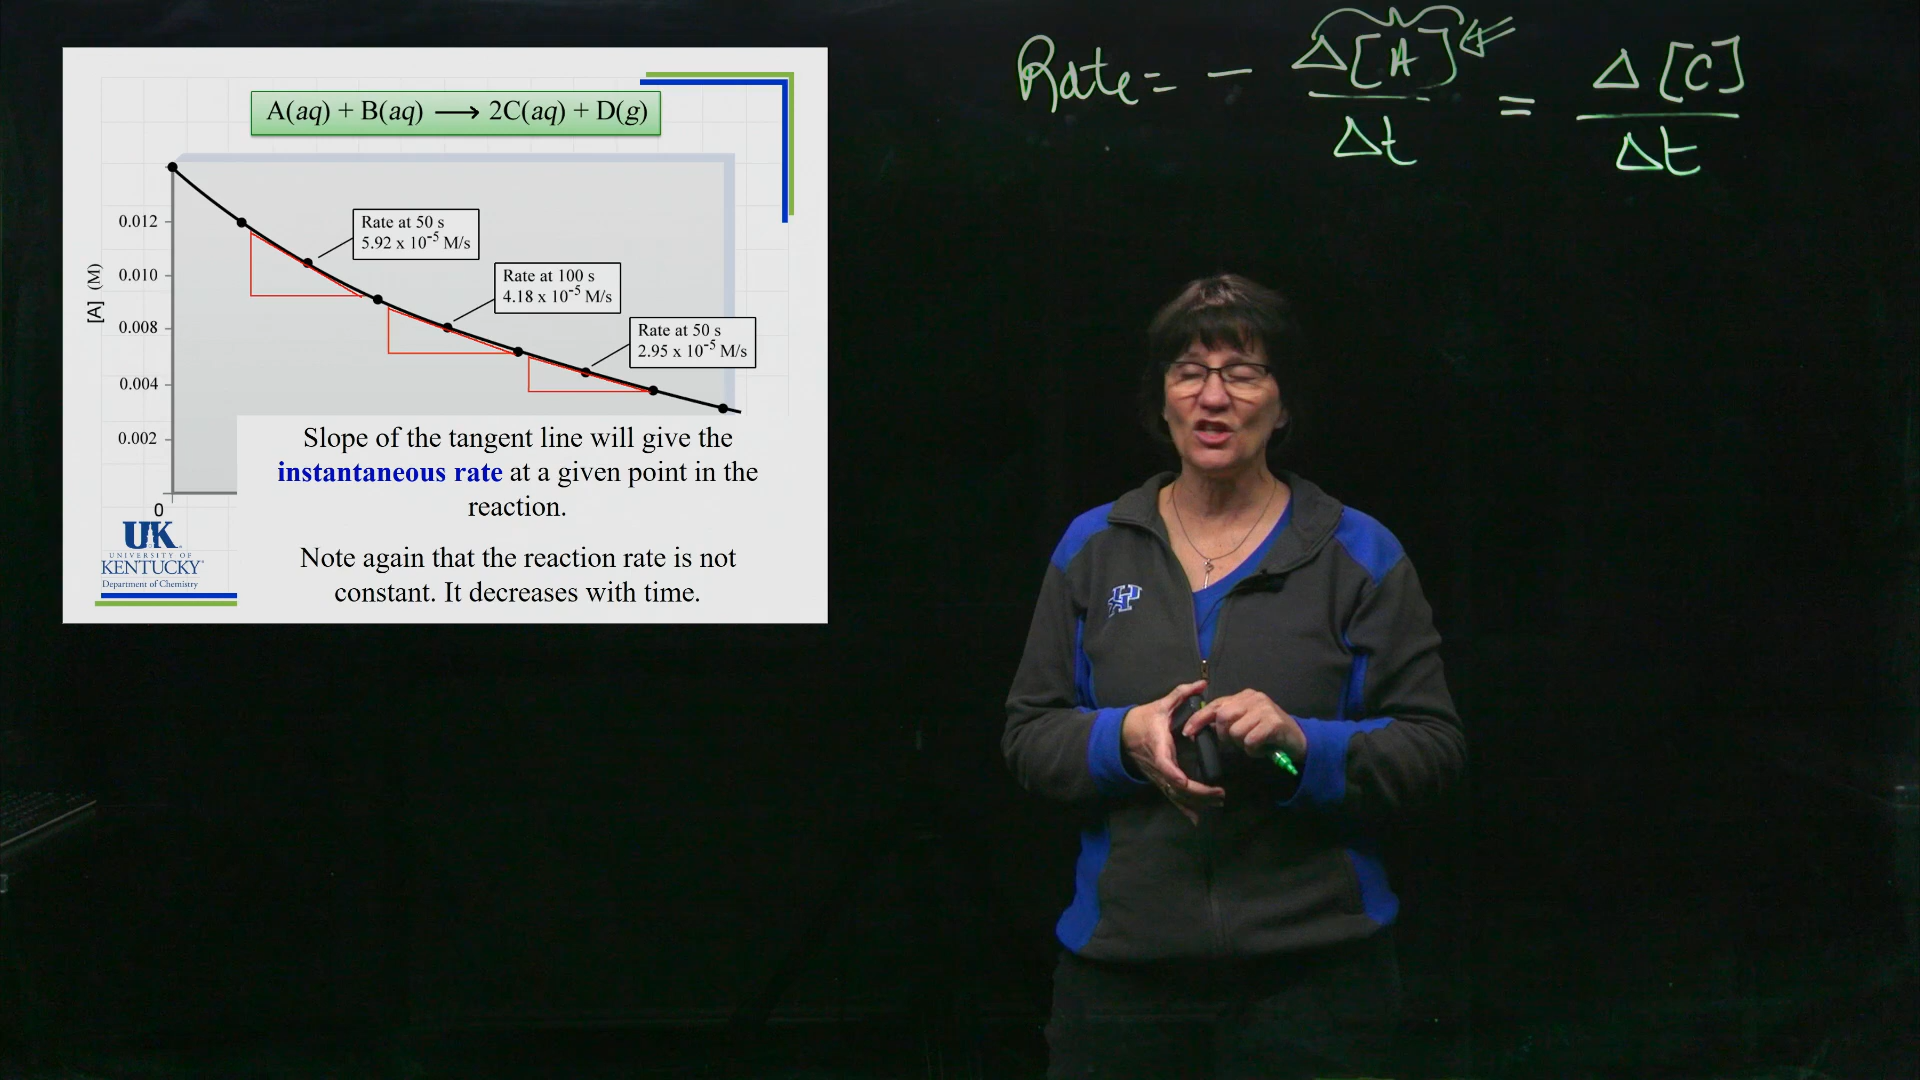 A(aq) + B(aq) ⟶ 2C(aq) + D(g)
0.012
0.010
0.008
0.004
0.002
0
[A] (M)
Rate at 50 s
5.92 x 10⁻⁵ M/s
Rate at 100 s
4.18 x 10⁻⁵ M/s
Rate at 50 s
2.95 x 10⁻⁵ M/s
Slope of the tangent line will give the
instantaneous rate at a given point in the
reaction.
Note again that the reaction rate is not
constant. It decreases with time.
UK
UNIVERSITY OF
KENTUCKY
Department of Chemistry
Rate = - Δ[A]/Δt = Δ[C]/Δt